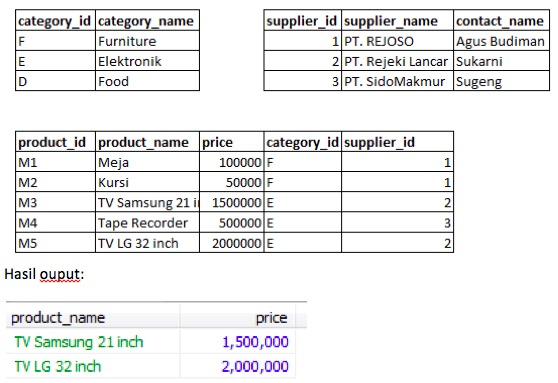 category_id category_name
F Furniture
E Elektronik
D Food
supplier_id supplier_name contact_name
1 PT. REJOSO Agus Budiman
2 PT. Rejeki Lancar Sukarni
3 PT. SidoMakmur Sugeng
product_id product_name price category_id supplier_id
M1 Meja 100000 F 1
M2 Kursi 50000 F 1
M3 TV Samsung 21 i 1500000 E 2
M4 Tape Recorder 500000 E 3
M5 TV LG 32 inch 2000000 E 2
Hasil ouput:
product_name price
TV Samsung 21 inch 1,500,000
TV LG 32 inch 2,000,000